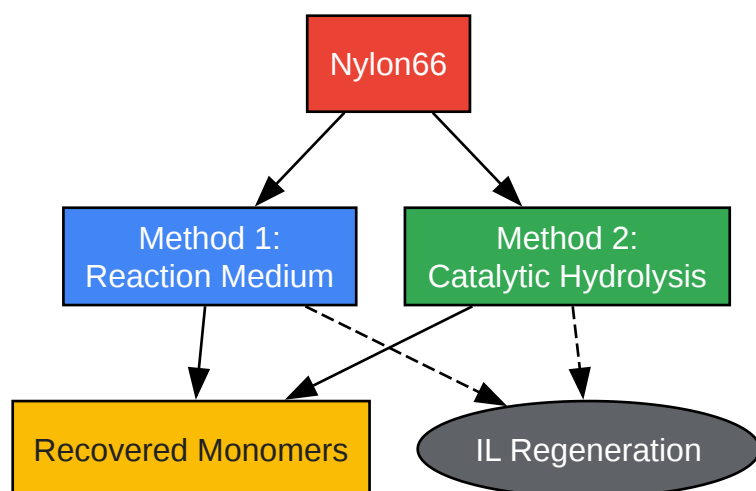 Nylon66
Method 1:
Reaction Medium
Method 2:
Catalytic Hydrolysis
Recovered Monomers
IL Regeneration